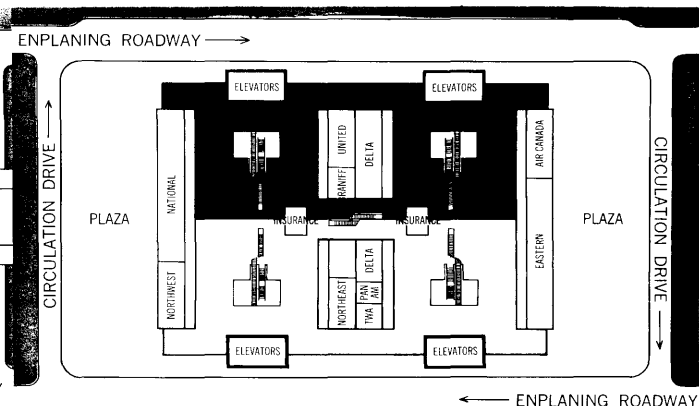 ENPLANING ROADWAY
ELEVATORS
ELEVATORS
UNITED
DELTA
BRANIFF
AIR CANADA
NATIONAL
CIRCULATION DRIVE
CIRCULATION DRIVE
PLAZA
INSURANCE
INSURANCE
PLAZA
EASTERN
NORTHWEST
DELTA
NORTHEAST
PAN AM
TWA
ELEVATORS
ELEVATORS
ENPLANING ROADWAY